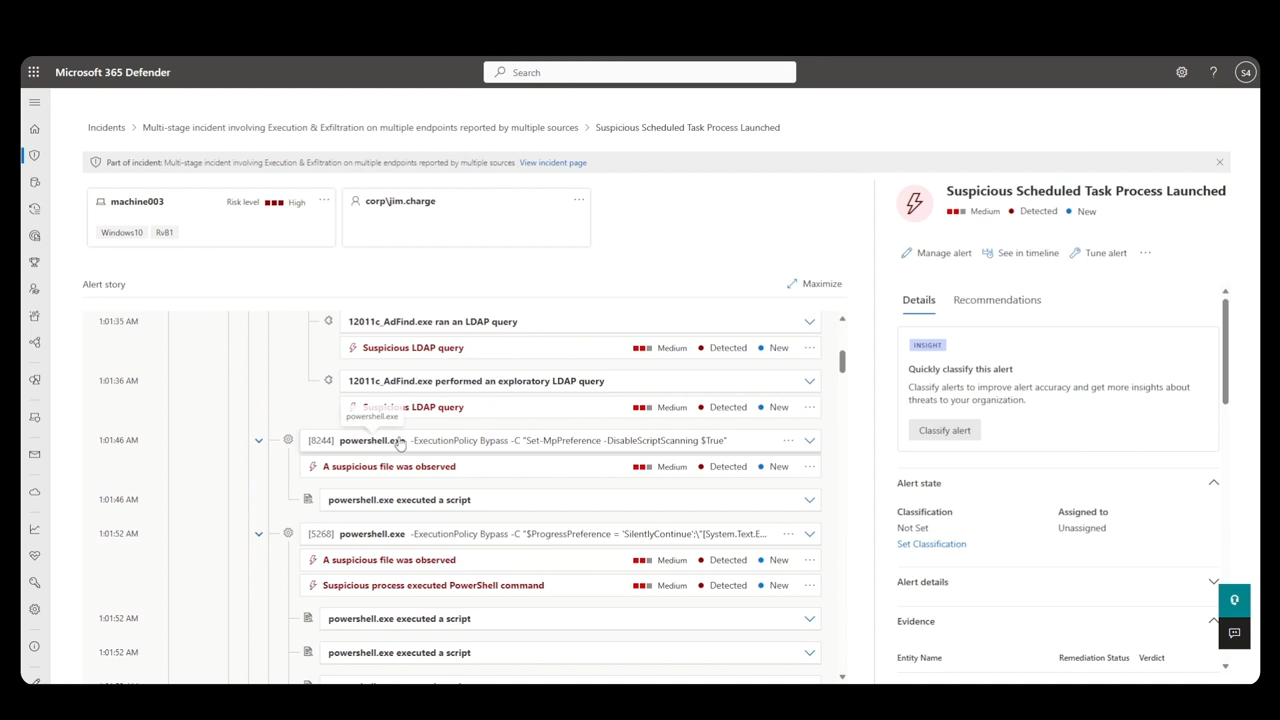 Microsoft 365 Defender
Search
S4
Incidents > Multi-stage incident involving Execution & Exfiltration on multiple endpoints reported by multiple sources > Suspicious Scheduled Task Process Launched
Part of incident: Multi-stage incident involving Execution & Exfiltration on multiple endpoints reported by multiple sources View incident page
machine003 Risk level High
Windows10 RvB1
corp\jim.charge
Alert story
Maximize
1:01:35 AM 12011c_AdFind.exe ran an LDAP query
Suspicious LDAP query Medium Detected New
1:01:36 AM 12011c_AdFind.exe performed an exploratory LDAP query
Suspicious LDAP query Medium Detected New
powershell.exe
1:01:46 AM [8244] powershell.exe -ExecutionPolicy Bypass -C "Set-MpPreference -DisableScriptScanning $True"
A suspicious file was observed Medium Detected New
1:01:46 AM powershell.exe executed a script
1:01:52 AM [5268] powershell.exe -ExecutionPolicy Bypass -C "$ProgressPreference = 'SilentlyContinue';\"[System.Text.E...
A suspicious file was observed Medium Detected New
Suspicious process executed PowerShell command Medium Detected New
1:01:52 AM powershell.exe executed a script
1:01:52 AM powershell.exe executed a script
Suspicious Scheduled Task Process Launched
Medium Detected New
Manage alert See in timeline Tune alert
Details Recommendations
INSIGHT
Quickly classify this alert
Classify alerts to improve alert accuracy and get more insights about
threats to your organization.
Classify alert
Alert state
Classification Assigned to
Not Set Unassigned
Set Classification
Alert details
Evidence
Entity Name Remediation Status Verdict